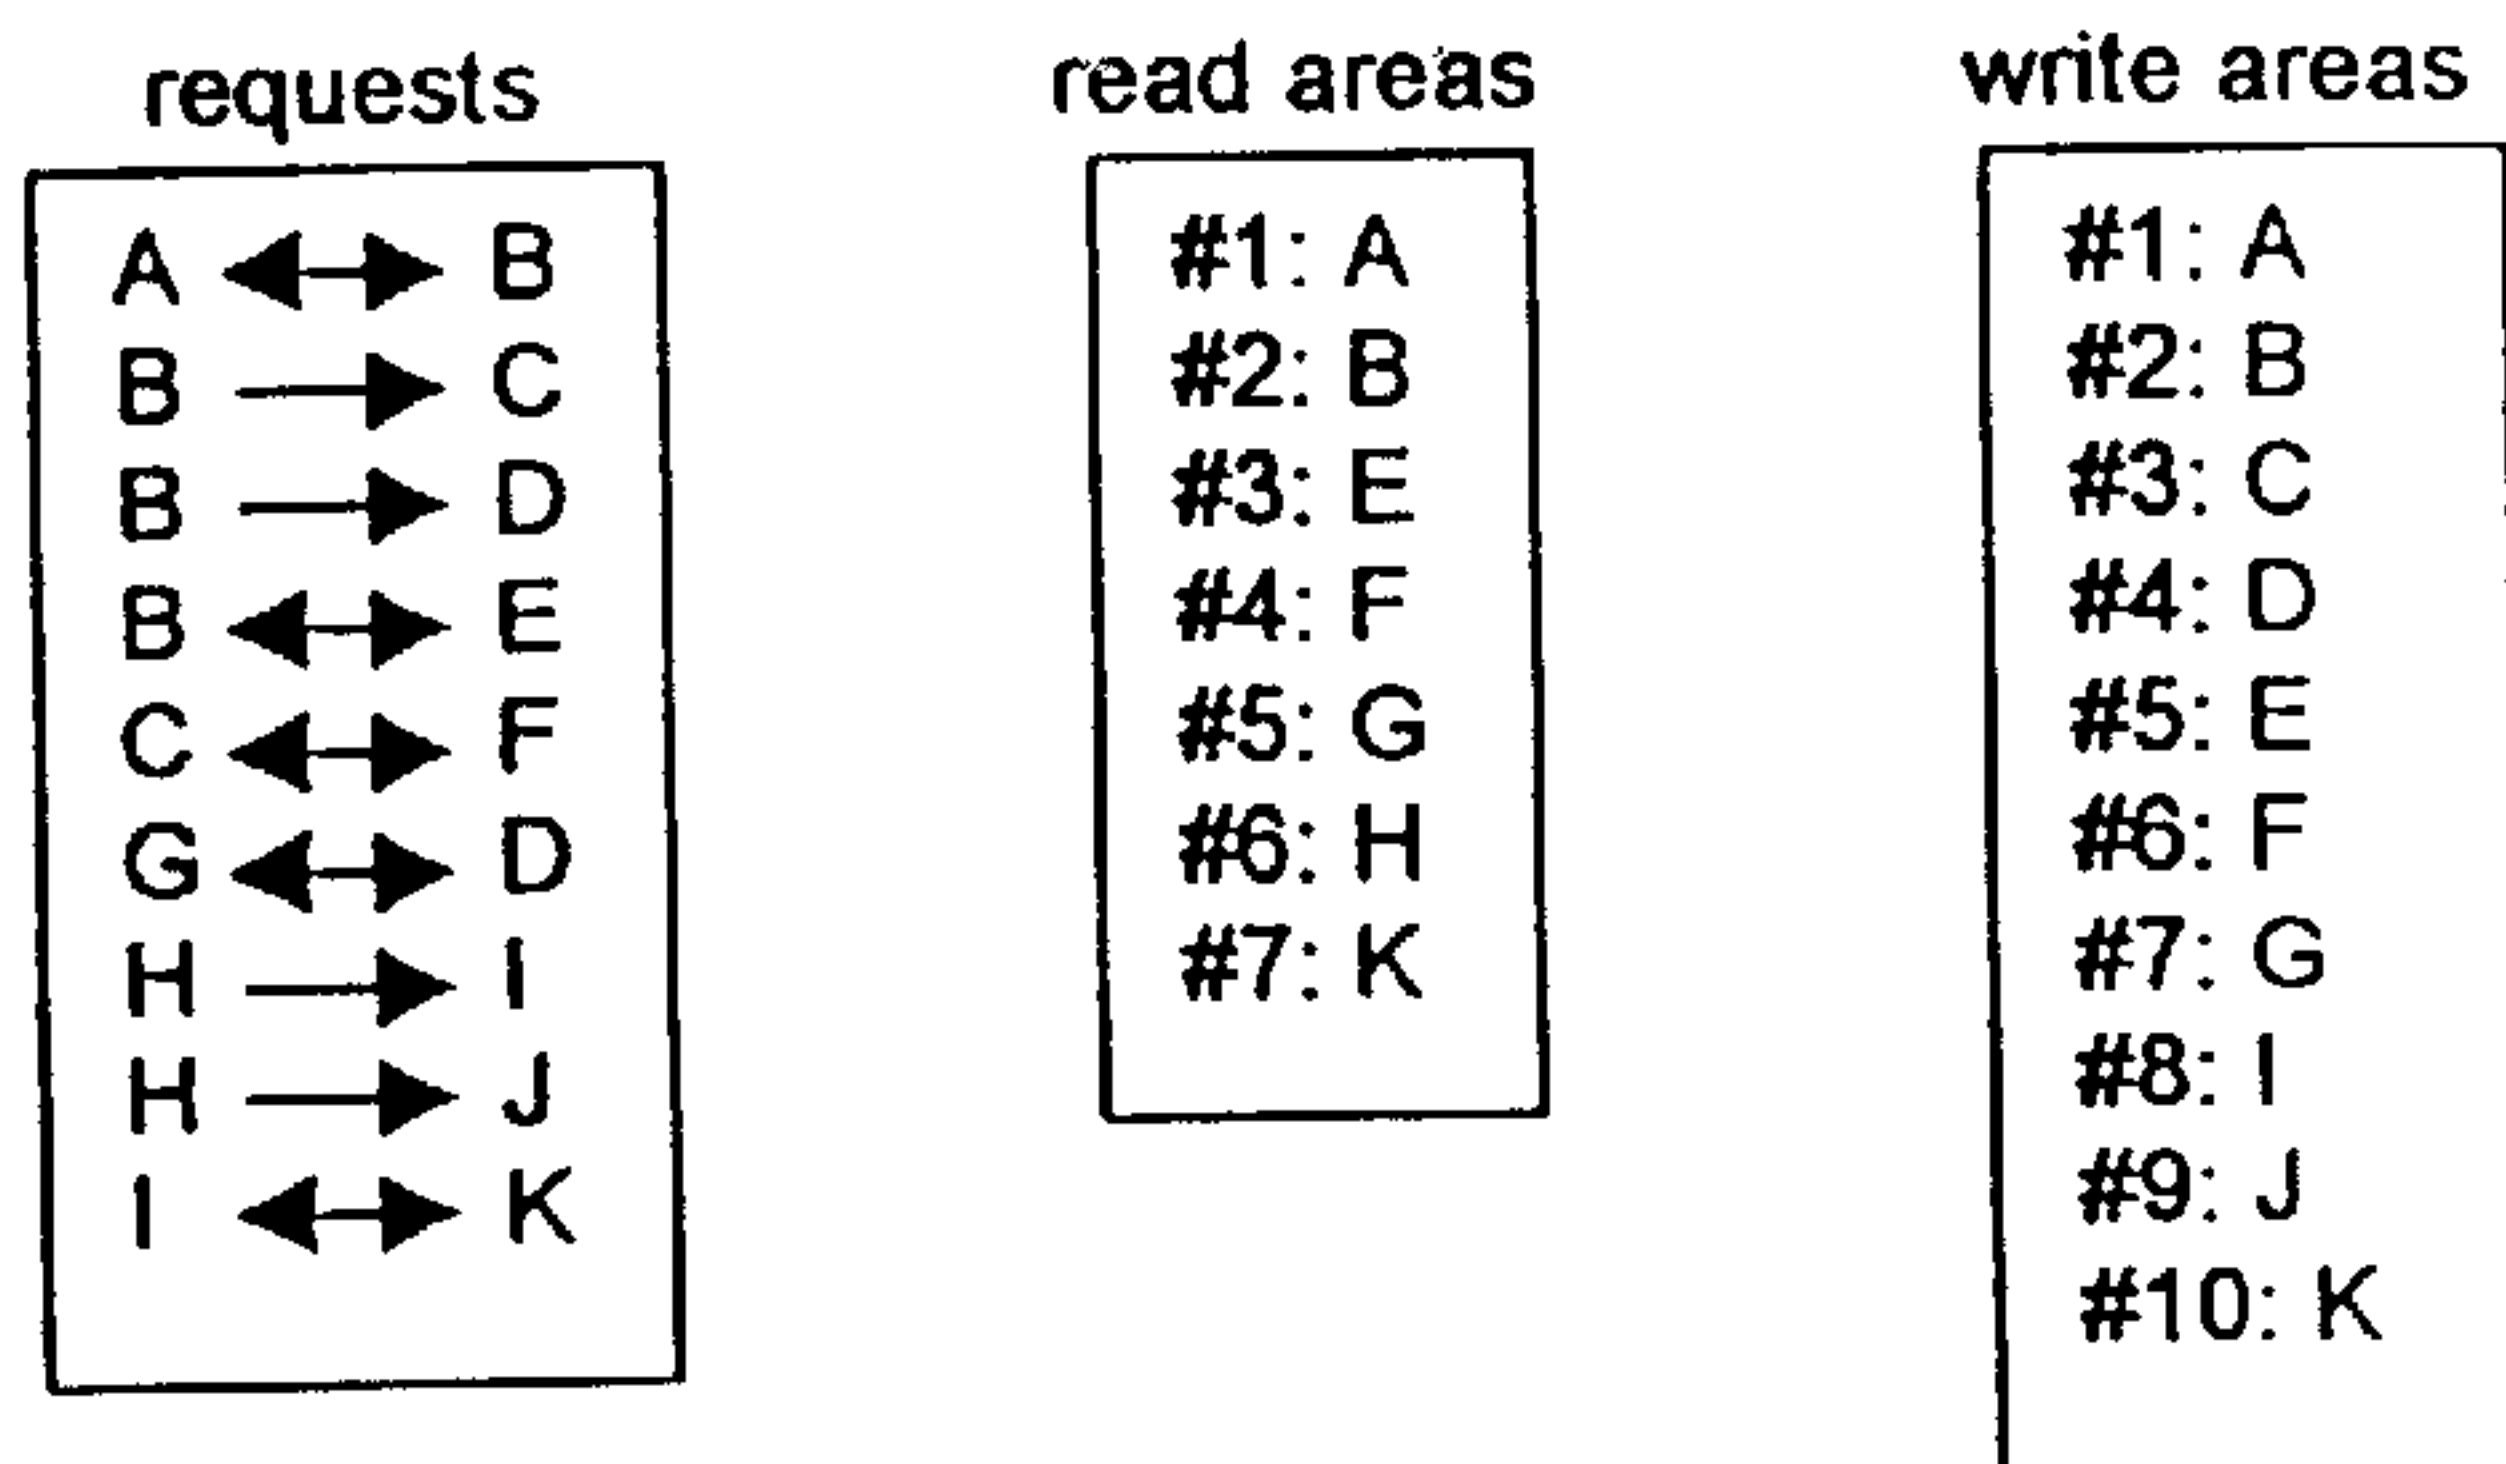 requests
A ↔ B
B → C
B → D
B ↔ E
C ↔ F
G ↔ D
H → I
H → J
I ↔ K
read areas
#1: A
#2: B
#3: E
#4: F
#5: G
#6: H
#7: K
write areas
#1: A
#2: B
#3: C
#4: D
#5: E
#6: F
#7: G
#8: I
#9: J
#10: K